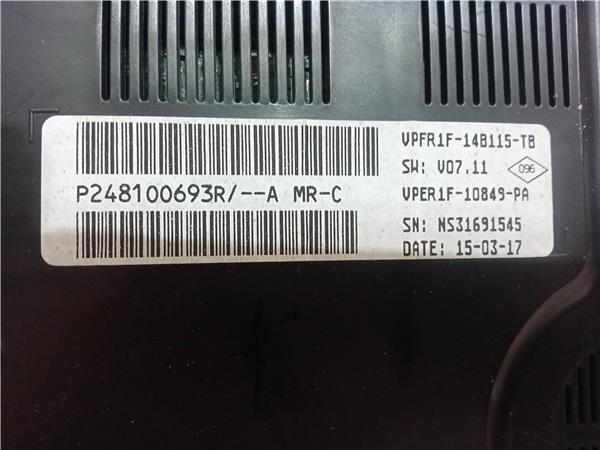 P248100693R/--A MR-C
VPFR1F-14B115-TB
SW: V07.11
096
VPER1F-10849-PA
SN: NS31691545
DATE: 15-03-17